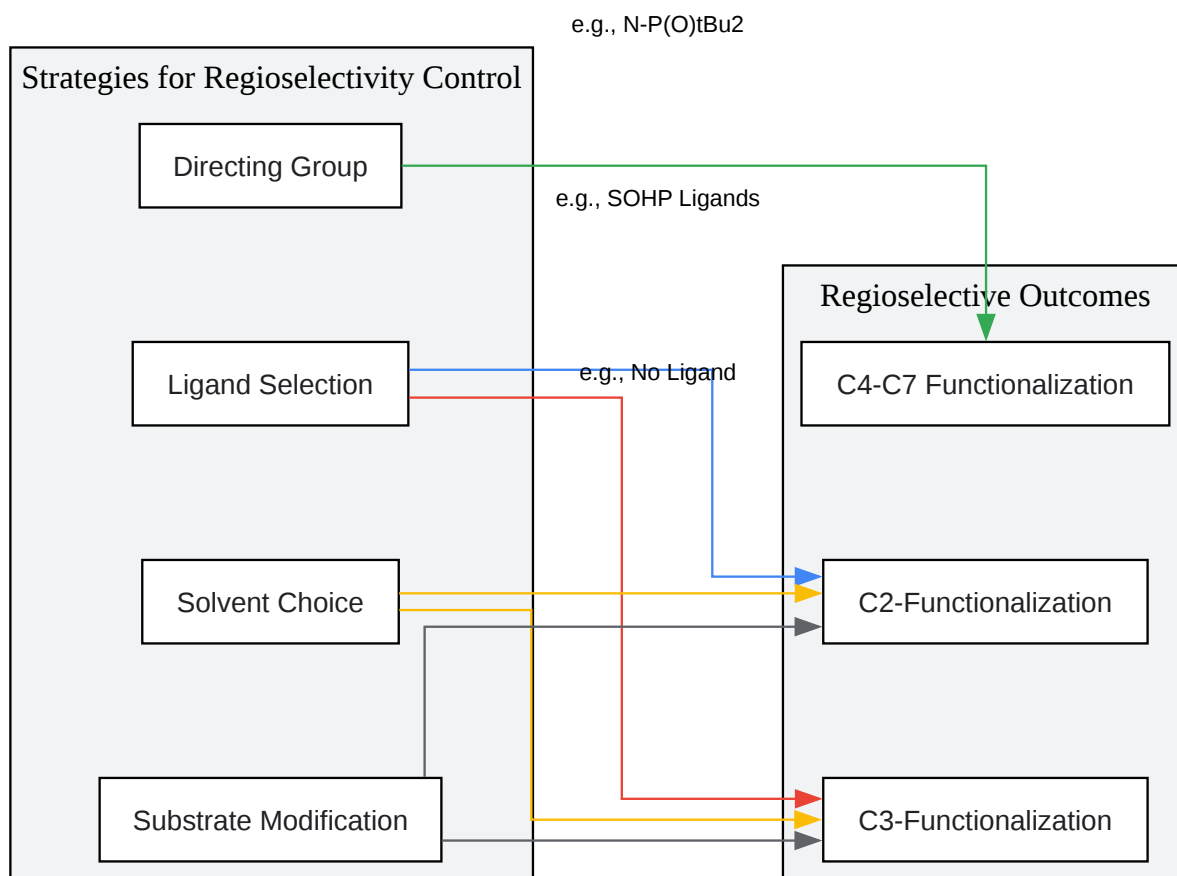 e.g., N-P(O)tBu2
Strategies for Regioselectivity Control
Directing Group
e.g., SOHP Ligands
Regioselective Outcomes
Ligand Selection
e.g., No Ligand
C4-C7 Functionalization
Solvent Choice
C2-Functionalization
Substrate Modification
C3-Functionalization